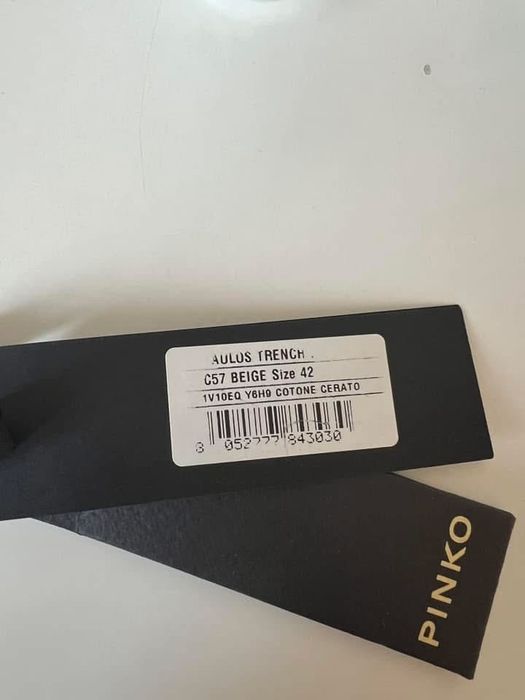 AULOS TRENCH .
C57 BEIGE Size 42
1V10EQ Y6H9 COTONE CERATO
8 052777 843030
PINKO